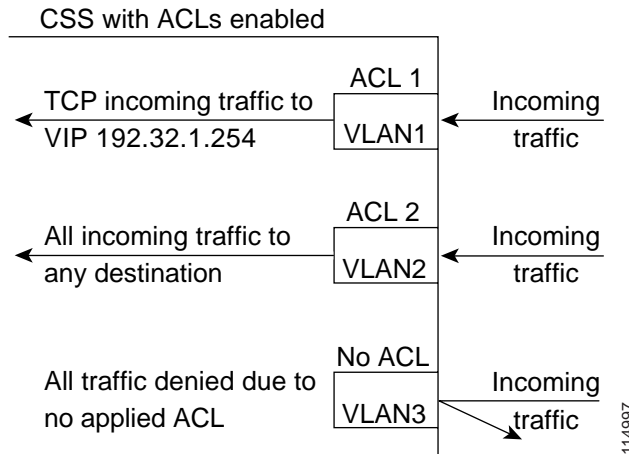 CSS with ACLs enabled
ACL 1
TCP incoming traffic to
VIP 192.32.1.254
VLAN1
Incoming
traffic
ACL 2
All incoming traffic to
any destination
VLAN2
Incoming
traffic
No ACL
All traffic denied due to
no applied ACL
VLAN3
Incoming
traffic
114997